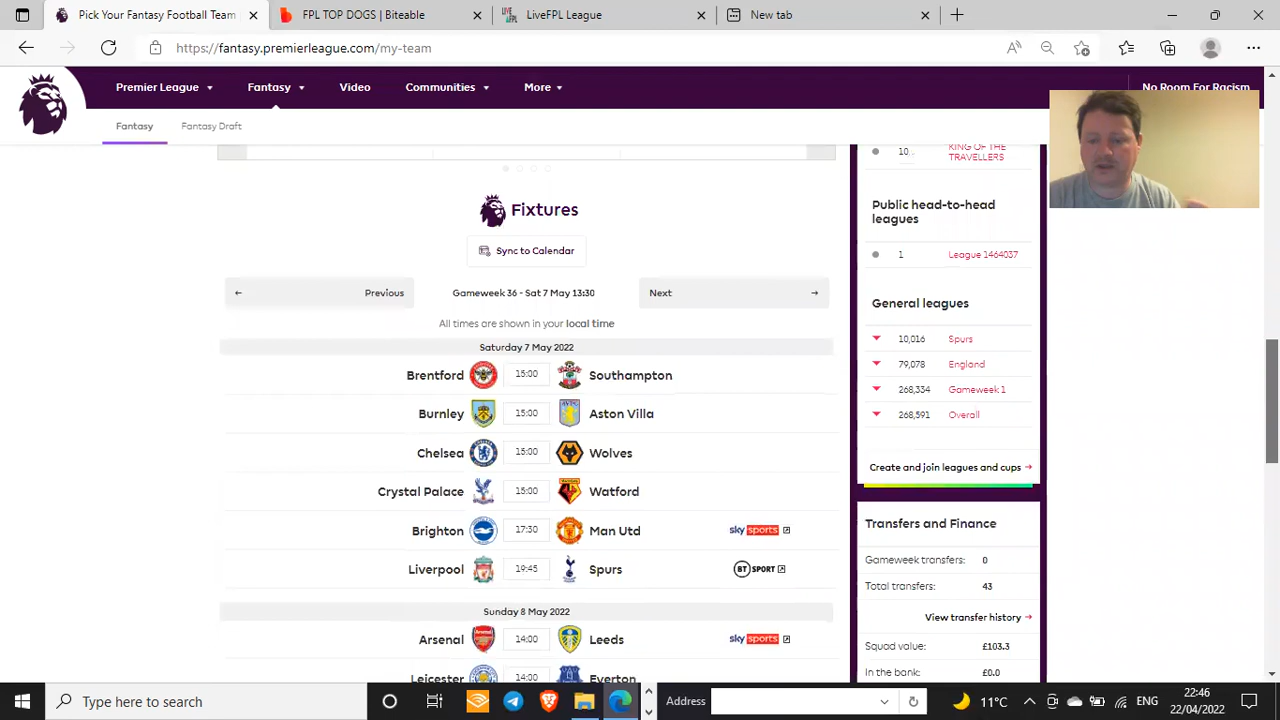 Pick Your Fantasy Football Team
FPL TOP DOGS | Biteable
LiveFPL League
New tab
https://fantasy.premierleague.com/my-team
Premier League
Fantasy
Video
Communities
More
No Room For Racism
Fantasy
Fantasy Draft
10
KING OF THE
TRAVELLERS
Fixtures
Sync to Calendar
Previous
Gameweek 36 - Sat 7 May 13:30
Next
All times are shown in your local time
Saturday 7 May 2022
Brentford 15:00 Southampton
Burnley 15:00 Aston Villa
Chelsea 15:00 Wolves
Crystal Palace 15:00 Watford
Brighton 17:30 Man Utd sky sports
Liverpool 19:45 Spurs BT SPORT
Sunday 8 May 2022
Arsenal 14:00 Leeds sky sports
Leicester 14:00 Everton
Public head-to-head
leagues
1 League 1464037
General leagues
10,016 Spurs
79,078 England
268,334 Gameweek 1
268,591 Overall
Create and join leagues and cups
Transfers and Finance
Gameweek transfers: 0
Total transfers: 43
View transfer history
Squad value: £103.3
In the bank: £0.0
Type here to search
Address
11°C
ENG
22:46
22/04/2022